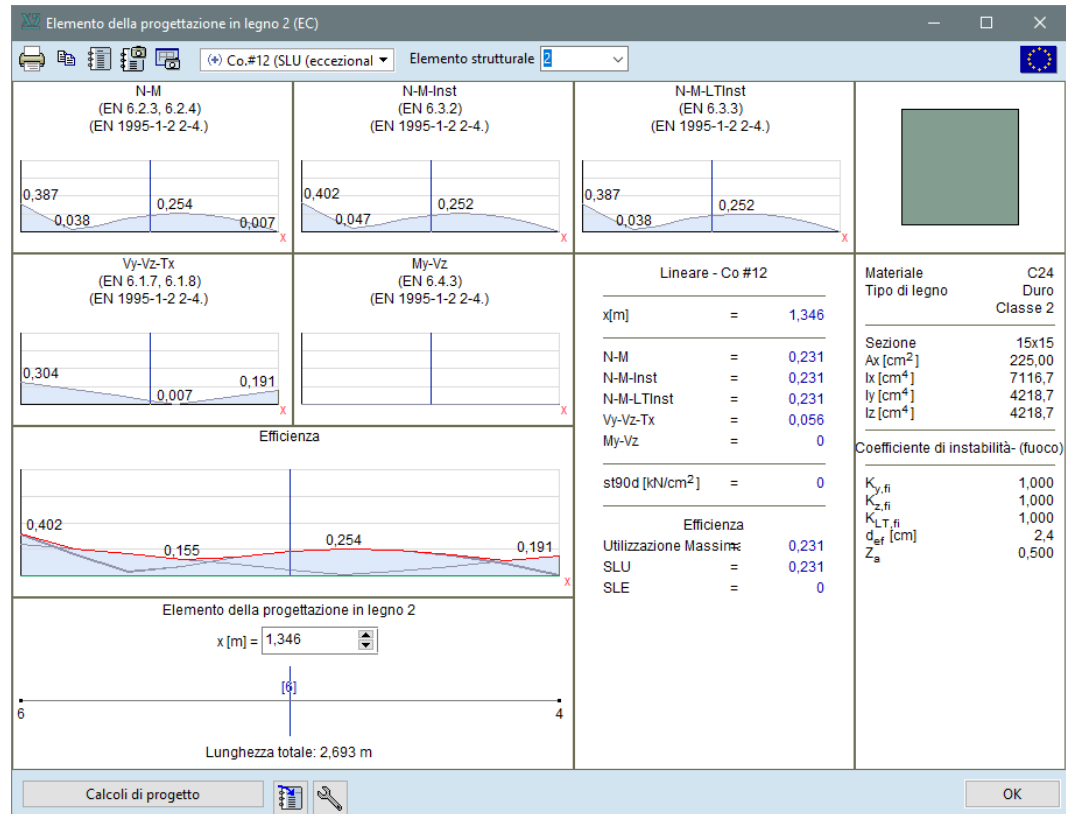 Elemento della progettazione in legno 2 (EC)
(+) Co.#12 (SLU (eccezional
Elemento strutturale 2
N-M
(EN 6.2.3, 6.2.4)
(EN 1995-1-2 2-4.)
0,387
0,038
0,254
0,007
x
N-M-Inst
(EN 6.3.2)
(EN 1995-1-2 2-4.)
0,402
0,047
0,252
x
N-M-LTInst
(EN 6.3.3)
(EN 1995-1-2 2-4.)
0,387
0,038
0,252
x
Vy-Vz-Tx
(EN 6.1.7, 6.1.8)
(EN 1995-1-2 2-4.)
0,304
0,007
0,191
x
My-Vz
(EN 6.4.3)
(EN 1995-1-2 2-4.)
x
Efficienza
0,402
0,155
0,254
0,191
x
Elemento della progettazione in legno 2
x [m] = 1,346
[6]
6
4
Lunghezza totale: 2,693 m
Lineare - Co #12
x[m] = 1,346
N-M = 0,231
N-M-Inst = 0,231
N-M-LTInst = 0,231
Vy-Vz-Tx = 0,056
My-Vz = 0
st90d [kN/cm2] = 0
Efficienza
Utilizzazione Massima = 0,231
SLU = 0,231
SLE = 0
Materiale C24
Tipo di legno Duro
Classe 2
Sezione 15x15
Ax [cm2] 225,00
Ix [cm4] 7116,7
Iy [cm4] 4218,7
Iz [cm4] 4218,7
Coefficiente di instabilità- (fuoco)
Ky,fi 1,000
Kz,fi 1,000
KLT,fi 1,000
def [cm] 2,4
Za 0,500
Calcoli di progetto
OK